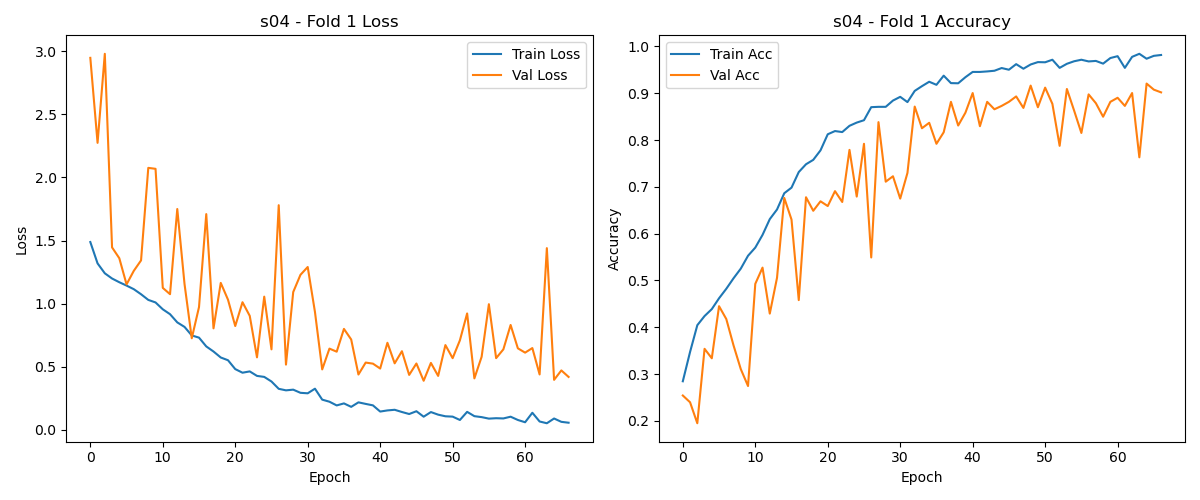 s04 - Fold 1 Loss
Train Loss
Val Loss
3.0
2.5
2.0
1.5
1.0
0.5
0.0
Loss
0 10 20 30 40 50 60
Epoch
s04 - Fold 1 Accuracy
Train Acc
Val Acc
1.0
0.9
0.8
0.7
0.6
0.5
0.4
0.3
0.2
Accuracy
0 10 20 30 40 50 60
Epoch